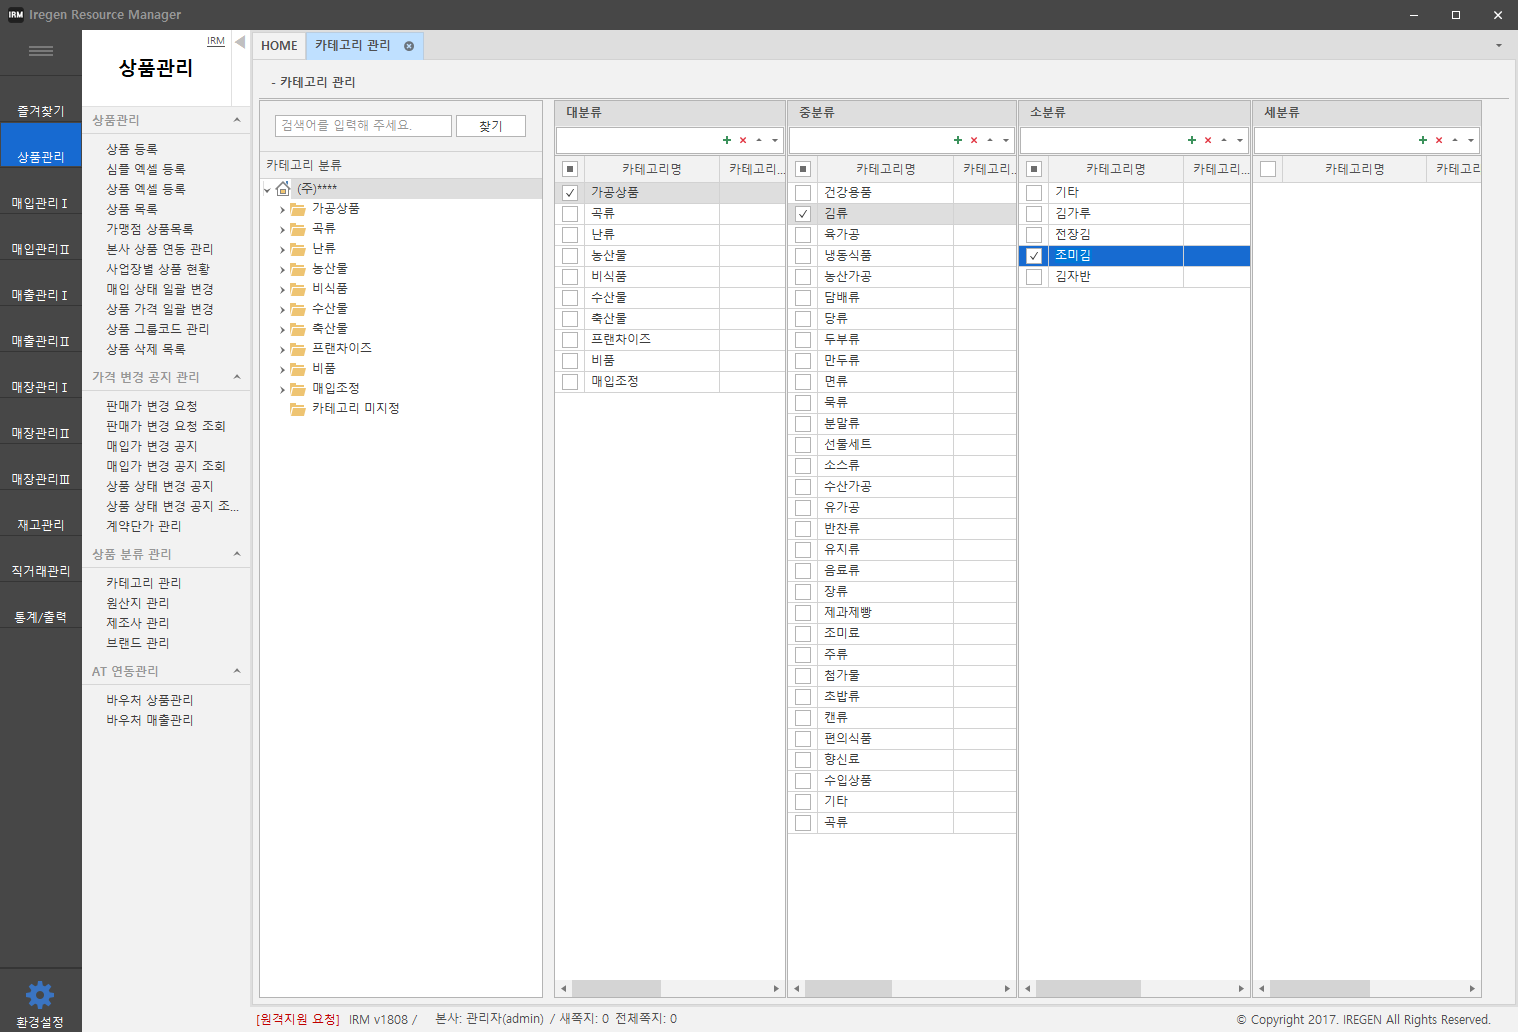 IRM Iregen Resource Manager
즐겨찾기
상품관리
매입관리Ⅰ
매입관리Ⅱ
매출관리Ⅰ
매출관리Ⅱ
매장관리Ⅰ
매장관리Ⅱ
매장관리Ⅲ
재고관리
직거래관리
통계/출력
환경설정
IRM
상품관리
상품관리
상품 등록
심플 엑셀 등록
상품 엑셀 등록
상품 목록
가맹점 상품목록
본사 상품 연동 관리
사업장별 상품 현황
매입 상태 일괄 변경
상품 가격 일괄 변경
상품 그룹코드 관리
상품 삭제 목록
가격 변경 공지 관리
판매가 변경 요청
판매가 변경 요청 조회
매입가 변경 공지
매입가 변경 공지 조회
상품 상태 변경 공지
상품 상태 변경 공지 조...
계약단가 관리
상품 분류 관리
카테고리 관리
원산지 관리
제조사 관리
브랜드 관리
AT 연동관리
바우처 상품관리
바우처 매출관리
HOME 카테고리 관리
- 카테고리 관리
검색어를 입력해 주세요. 찾기
카테고리 분류
(주)****
가공상품
곡류
난류
농산물
비식품
수산물
축산물
프랜차이즈
비품
매입조정
카테고리 미지정
대분류
카테고리명 카테고리...
가공상품
곡류
난류
농산물
비식품
수산물
축산물
프랜차이즈
비품
매입조정
중분류
카테고리명 카테고리...
건강용품
김류
육가공
냉동식품
농산가공
담배류
당류
두부류
만두류
면류
묵류
분말류
선물세트
소스류
수산가공
유가공
반찬류
유지류
음료류
장류
제과제빵
조미료
주류
첨가물
초밥류
캔류
편의식품
향신료
수입상품
기타
곡류
소분류
카테고리명 카테고리...
기타
김가루
전장김
조미김
김자반
세분류
카테고리명 카테고리
[원격지원 요청] IRM v1808 / 본사: 관리자(admin) / 새쪽지: 0 전체쪽지: 0
© Copyright 2017. IREGEN All Rights Reserved.